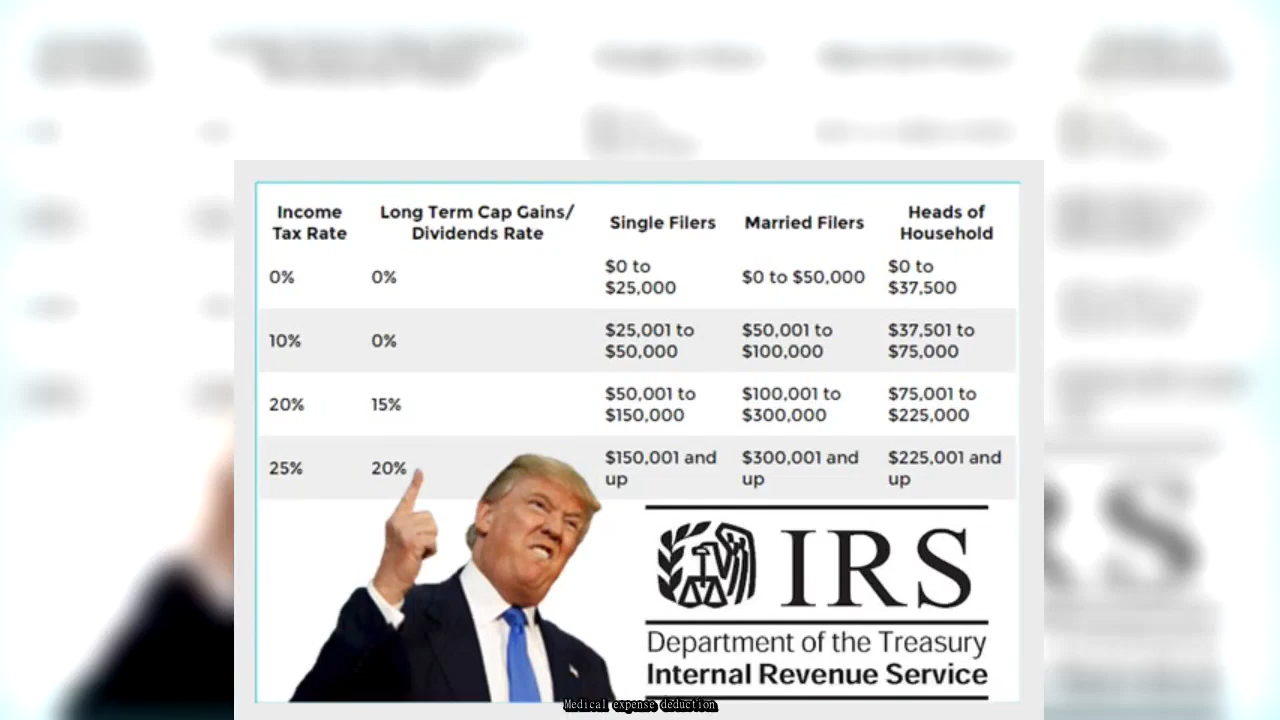 Income
Tax Rate
Long Term Cap Gains/
Dividends Rate
Single Filers
Married Filers
Heads of
Household
0%
0%
$0 to
$25,000
$0 to $50,000
$0 to
$37,500
10%
0%
$25,001 to
$50,000
$50,001 to
$100,000
$37,501 to
$75,000
20%
15%
$50,001 to
$150,000
$100,001 to
$300,000
$75,001 to
$225,000
25%
20%
$150,001 and
up
$300,001 and
up
$225,001 and
up
IRS
Department of the Treasury
Internal Revenue Service
Medical expense deduction